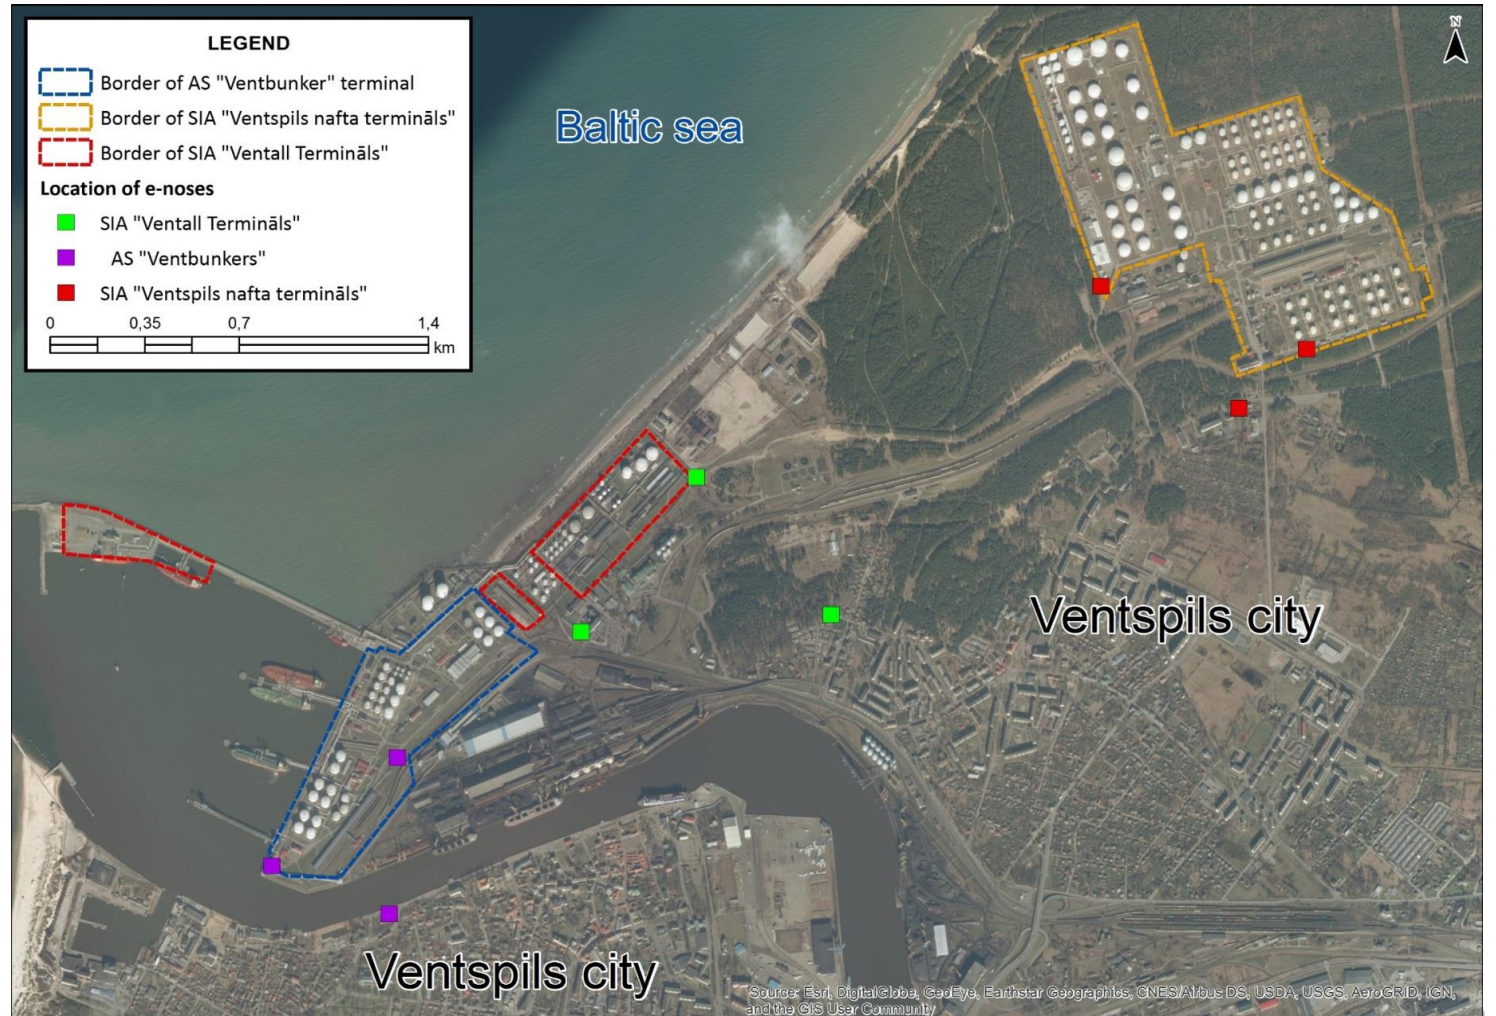 LEGEND
Border of AS "Ventbunker" terminal
Border of SIA "Ventspils nafta termināls"
Border of SIA "Ventall Termināls"
Location of e-noses
SIA "Ventall Termināls"
AS "Ventbunkers"
SIA "Ventspils nafta termināls"
0 0,35 0,7 1,4
km
N
Baltic sea
Ventspils city
Ventspils city
Source: Esri, DigitalGlobe, GeoEye, Earthstar Geographics, CNES/Airbus DS, USDA, USGS, AeroGRID, IGN,
and the GIS User Community